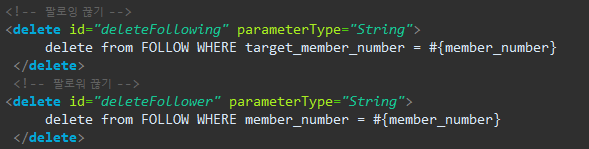 <!-- 팔로잉 끊기 -->
<delete id="deleteFollowing" parameterType="String">
delete from FOLLOW WHERE target_member_number = #{member_number}
</delete>
<!-- 팔로워 끊기 -->
<delete id="deleteFollower" parameterType="String">
delete from FOLLOW WHERE member_number = #{member_number}
</delete>